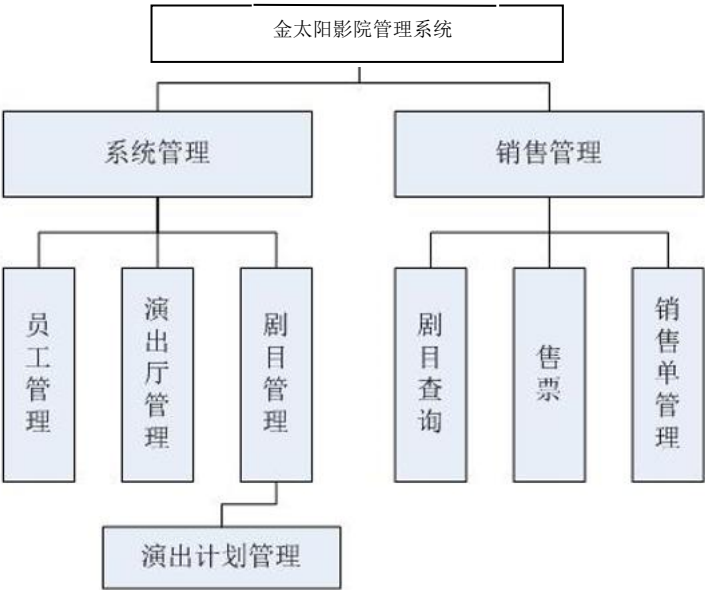 金太阳影院管理系统
系统管理
销售管理
员工管理
演出厅管理
剧目管理
剧目查询
售票
销售单管理
演出计划管理